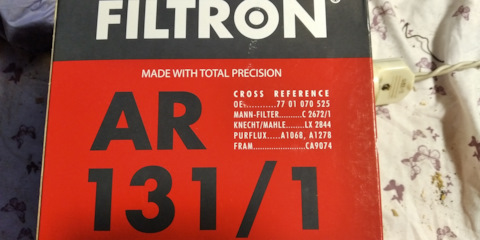 FILTRON®
MADE WITH TOTAL PRECISION
CROSS REFERENCE
OE's...........77 01 070 525
MANN-FILTER.........C 2672/1
KNECHT/MAHLE.......LX 2844
PURFLUX.....A1068, A1278
FRAM.....................CA9074
AR
131/1